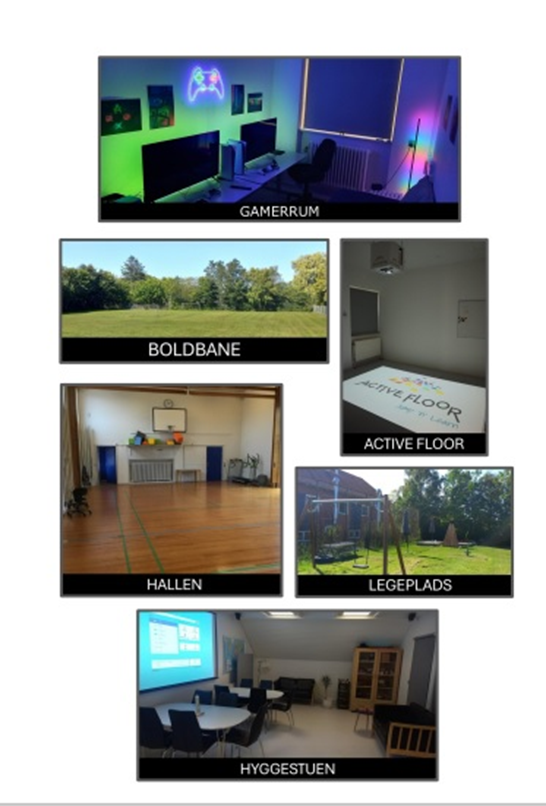 GAMERRUM
BOLDBANE
ACTIVE FLOOR
ACTIVE FLOOR
HALLEN
LEGEPLADS
HYGGESTUEN